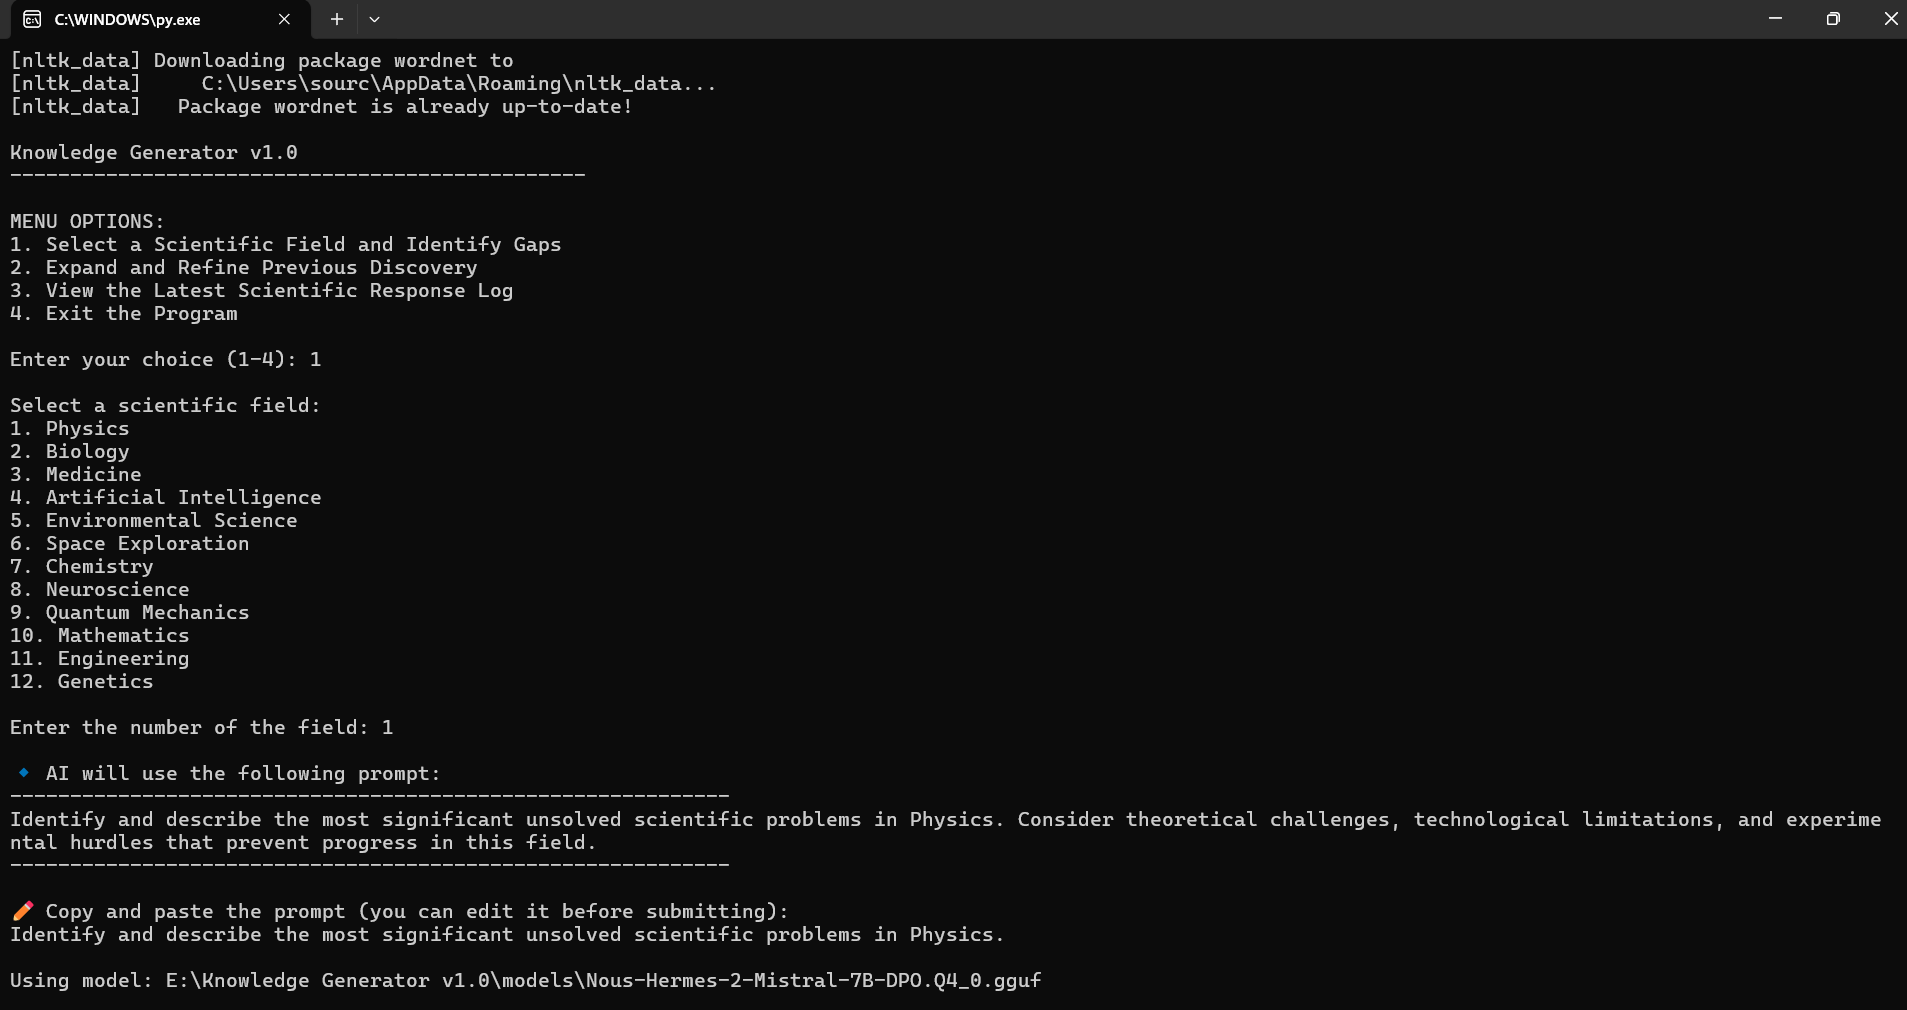 C:\WINDOWS\py.exe
[nltk_data] Downloading package wordnet to
[nltk_data]     C:\Users\sourc\AppData\Roaming\nltk_data...
[nltk_data]   Package wordnet is already up-to-date!
Knowledge Generator v1.0
------------------------------------------------
MENU OPTIONS:
1. Select a Scientific Field and Identify Gaps
2. Expand and Refine Previous Discovery
3. View the Latest Scientific Response Log
4. Exit the Program
Enter your choice (1-4): 1
Select a scientific field:
1. Physics
2. Biology
3. Medicine
4. Artificial Intelligence
5. Environmental Science
6. Space Exploration
7. Chemistry
8. Neuroscience
9. Quantum Mechanics
10. Mathematics
11. Engineering
12. Genetics
Enter the number of the field: 1
🔹 AI will use the following prompt:
------------------------------------------------------------
Identify and describe the most significant unsolved scientific problems in Physics. Consider theoretical challenges, technological limitations, and experime
ntal hurdles that prevent progress in this field.
------------------------------------------------------------
✏️ Copy and paste the prompt (you can edit it before submitting):
Identify and describe the most significant unsolved scientific problems in Physics.
Using model: E:\Knowledge Generator v1.0\models\Nous-Hermes-2-Mistral-7B-DPO.Q4_0.gguf